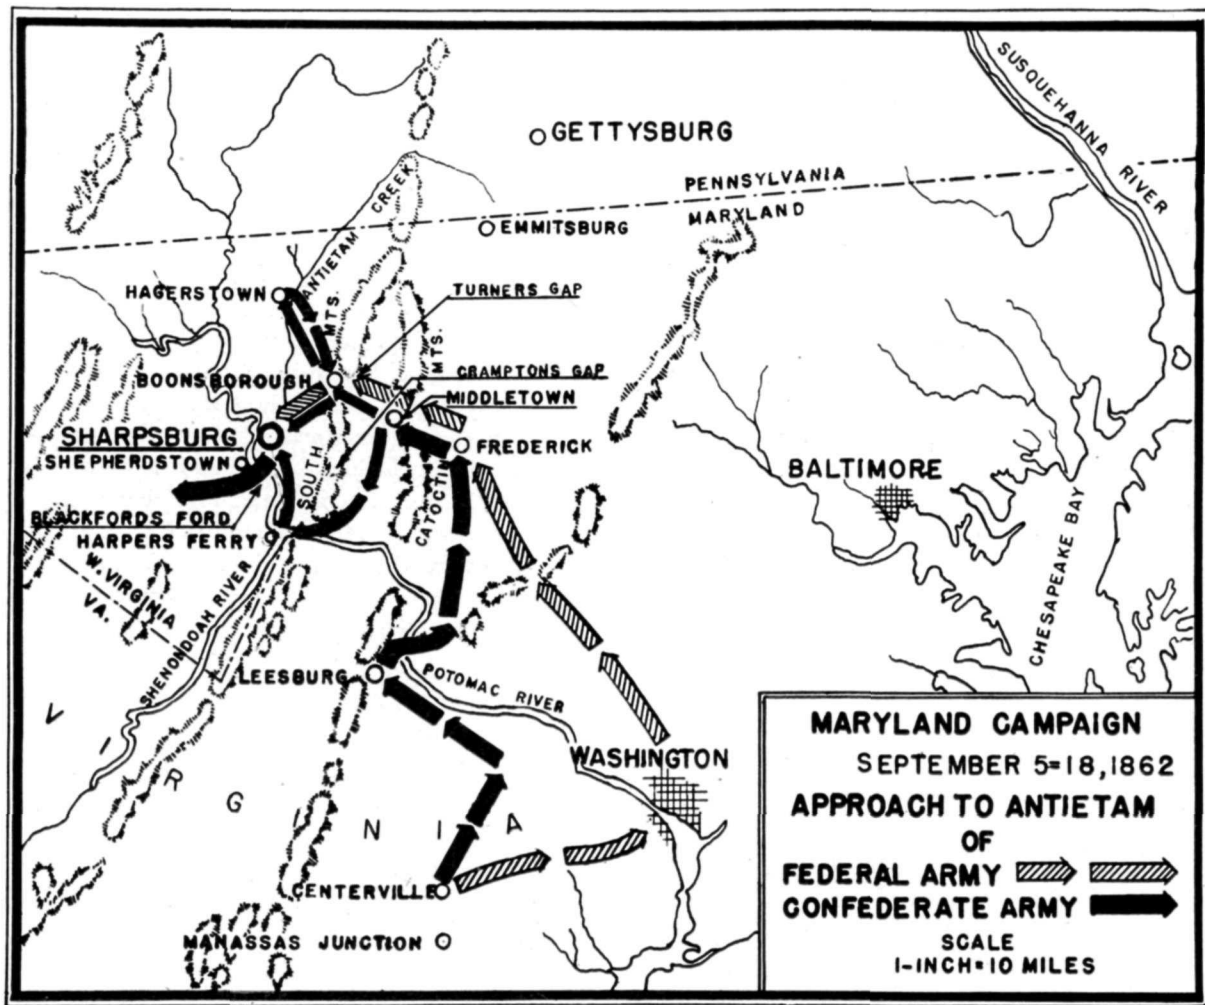 SUSQUEHANNA RIVER
GETTYSBURG
PENNSYLVANIA
MARYLAND
CREEK
ANTIETAM
EMMITSBURG
HAGERSTOWN
TURNERS GAP
MTS.
MTS.
CRAMPTONS GAP
BOONSBOROUGH
MIDDLETOWN
SHARPSBURG
FREDERICK
SHEPHERDSTOWN
SOUTH
CATOCTIN
BALTIMORE
BLACKFORDS FORD
HARPERS FERRY
CHESAPEAKE BAY
W. VIRGINIA
VA.
SHENONDOAH RIVER
LEESBURG
POTOMAC RIVER
WASHINGTON
VIRGINIA
CENTERVILLE
MANASSAS JUNCTION
MARYLAND CAMPAIGN
SEPTEMBER 5=18,1862
APPROACH TO ANTIETAM
OF
FEDERAL ARMY
CONFEDERATE ARMY
SCALE
1-INCH=10 MILES